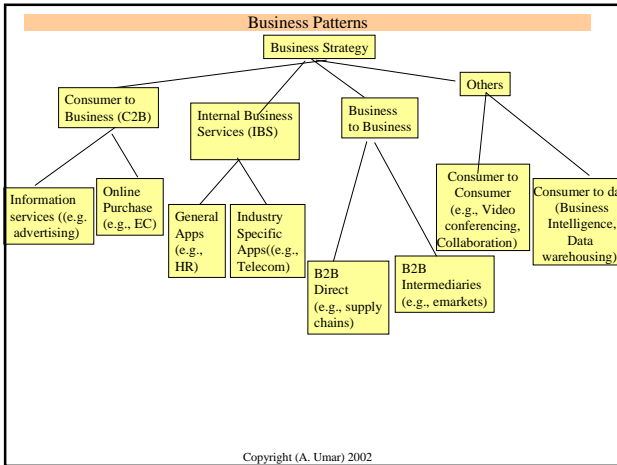 Business Patterns
Business Strategy
Consumer to
Business (C2B)
Internal Business
Services (IBS)
Business
to Business
Others
Information
services ((e.g.
advertising)
Online
Purchase
(e.g., EC)
General
Apps
(e.g.,
HR)
Industry
Specific
Apps((e.g.,
Telecom)
B2B
Direct
(e.g., supply
chains)
B2B
Intermediaries
(e.g., emarkets)
Consumer to
Consumer
(e.g., Video
conferencing,
Collaboration)
Consumer to da
(Business
Intelligence,
Data
warehousing)
Copyright (A. Umar) 2002